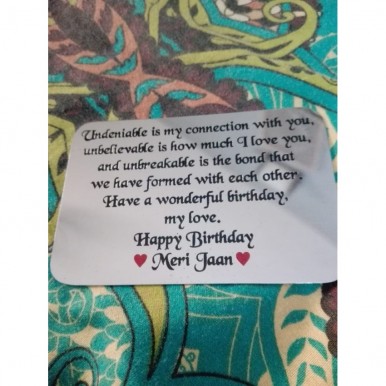 Undeniable is my connection with you,
unbelievable is how much I love you,
and unbreakable is the bond that
we have formed with each other.
Have a wonderful birthday,
my love.
Happy Birthday
♥ Meri Jaan ♥